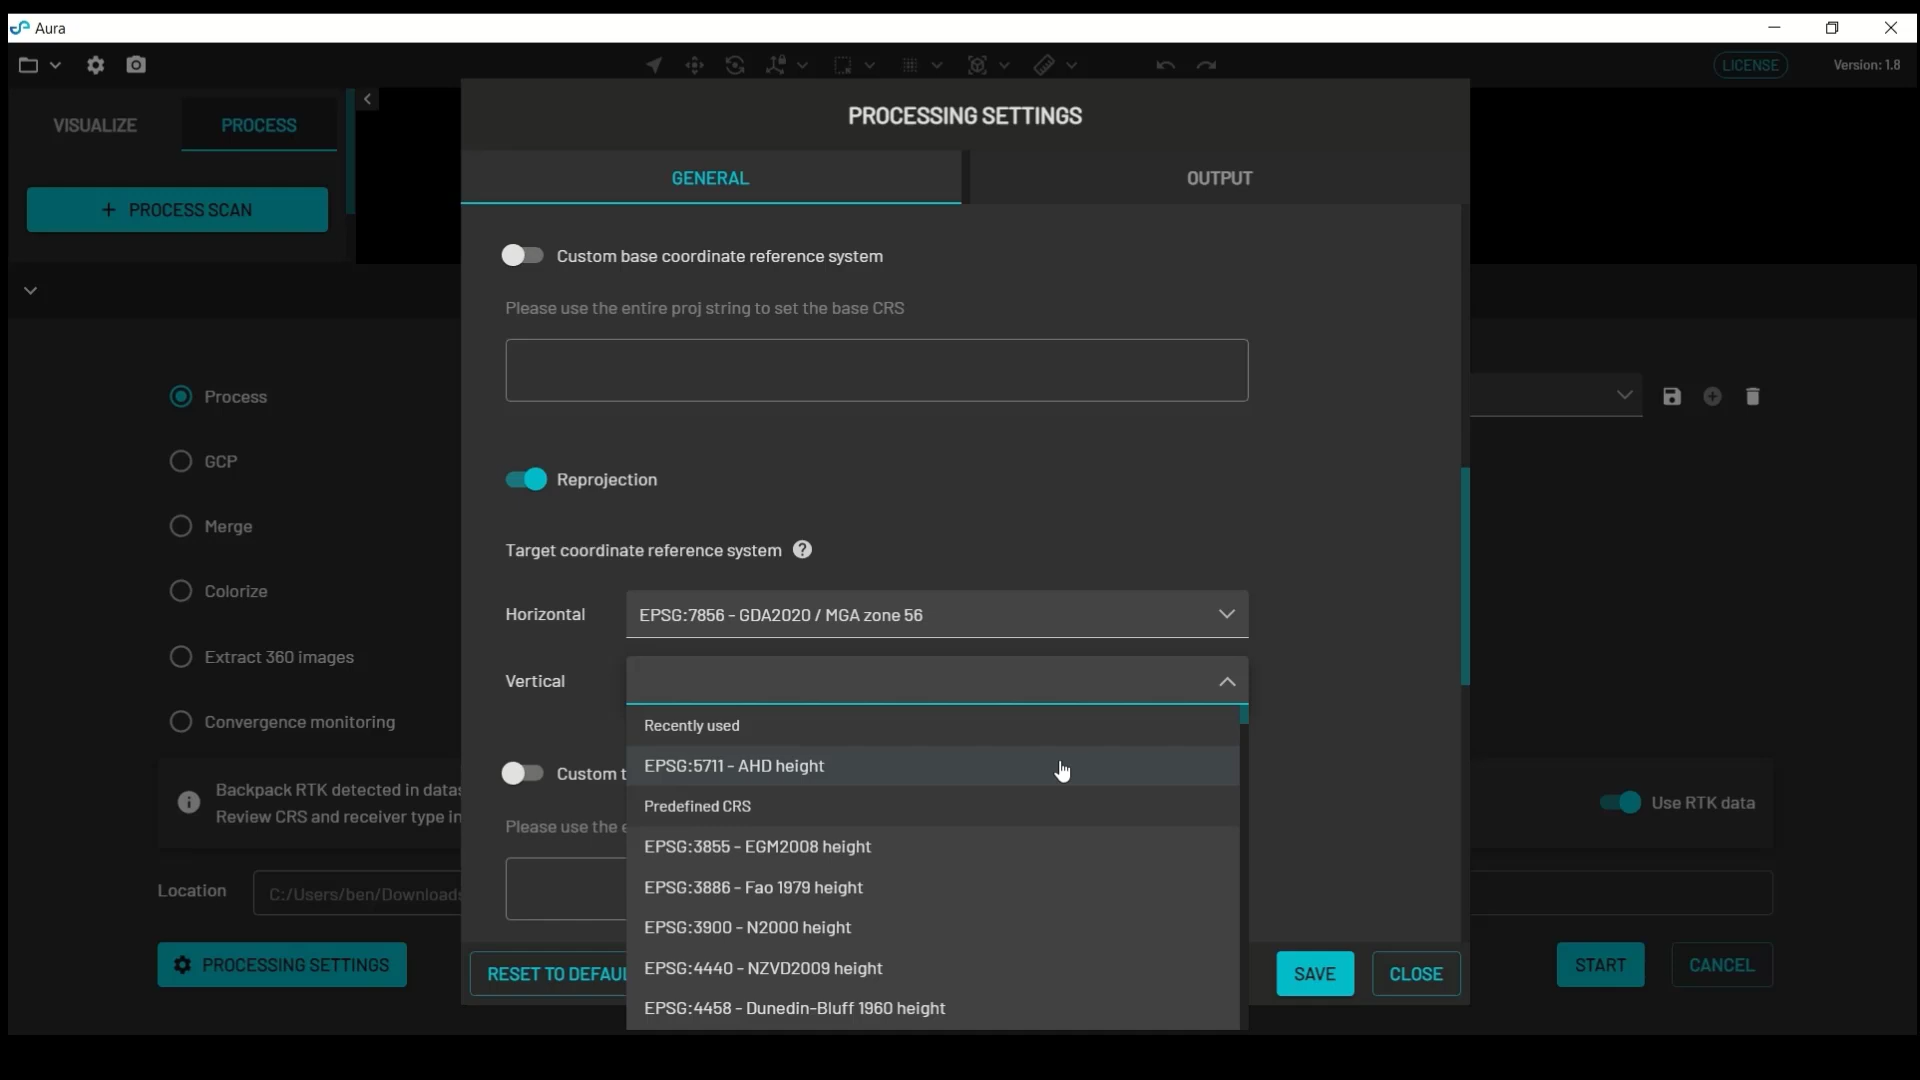 Aura
LICENSE
Version: 1.8
VISUALIZE
PROCESS
PROCESS SCAN
PROCESSING SETTINGS
GENERAL
OUTPUT
Custom base coordinate reference system
Please use the entire proj string to set the base CRS
Process
GCP
Merge
Colorize
Extract 360 images
Convergence monitoring
Reprojection
Target coordinate reference system
Horizontal
EPSG:7856 - GDA2020 / MGA zone 56
Vertical
Recently used
EPSG:5711 - AHD height
Predefined CRS
EPSG:3855 - EGM2008 height
EPSG:3886 - Fao 1979 height
EPSG:3900 - N2000 height
EPSG:4440 - NZVD2009 height
EPSG:4458 - Dunedin-Bluff 1960 height
Custom t
Please use the e
Backpack RTK detected in datas
Review CRS and receiver type in
Use RTK data
Location
C:/Users/ben/Downloads
PROCESSING SETTINGS
RESET TO DEFAUL
SAVE
CLOSE
START
CANCEL